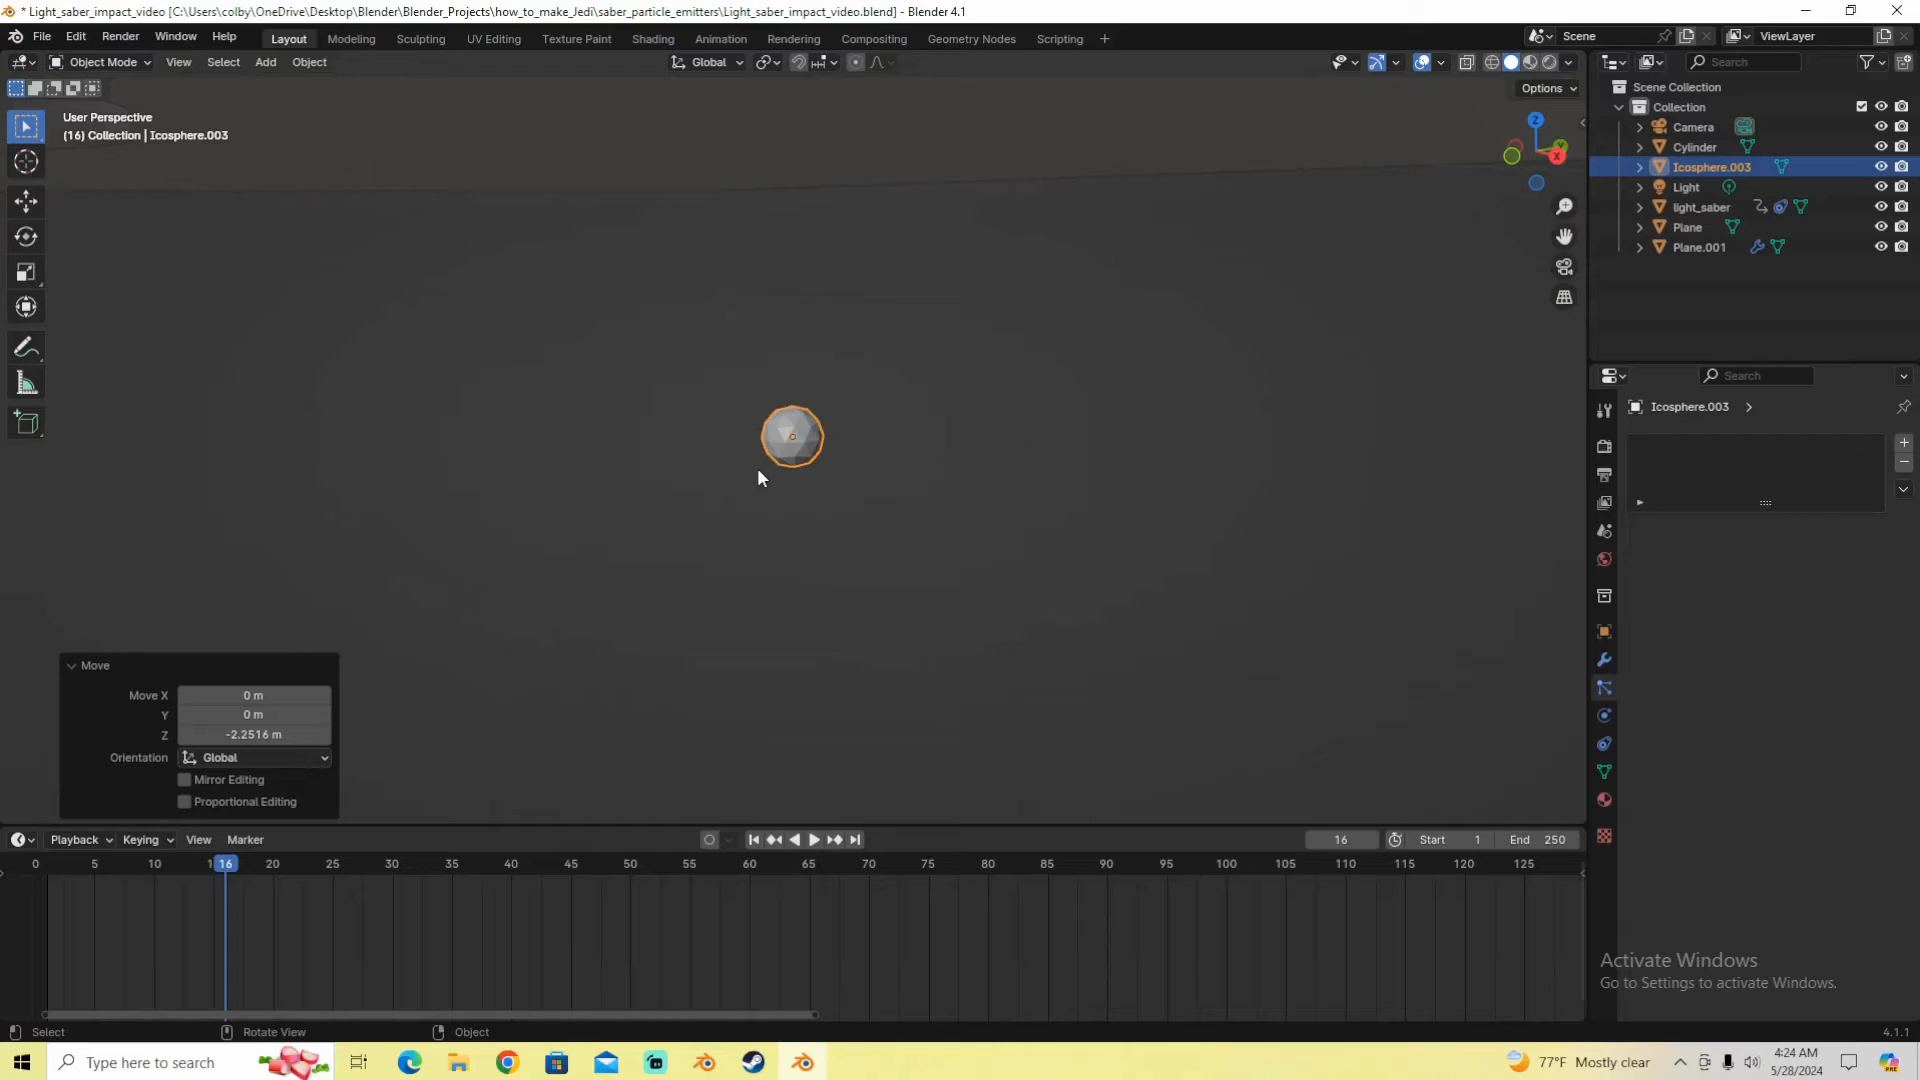 * Light_saber_impact_video [C:\Users\colby\OneDrive\Desktop\Blender\Blender_Projects\how_to_make_Jedi\saber_particle_emitters\Light_saber_impact_video.blend] - Blender 4.1
File Edit Render Window Help Layout Modeling Sculpting UV Editing Texture Paint Shading Animation Rendering Compositing Geometry Nodes Scripting + Scene ViewLayer
Object Mode View Select Add Object Global Search
Options
User Perspective
(16) Collection | Icosphere.003
Z
Y
X
Scene Collection
Collection
Camera
Cylinder
Icosphere.003
Light
light_saber
Plane
Plane.001
Search
Icosphere.003
Move
Move X 0 m
Y 0 m
Z -2.2516 m
Orientation Global
Mirror Editing
Proportional Editing
Playback Keying View Marker 16 Start 1 End 250
0 5 10 1 16 20 25 30 35 40 45 50 55 60 65 70 75 80 85 90 95 100 105 110 115 120 125
Activate Windows
Go to Settings to activate Windows.
Select Rotate View Object 4.1.1
Type here to search 77°F Mostly clear 4:24 AM
5/28/2024
PRE